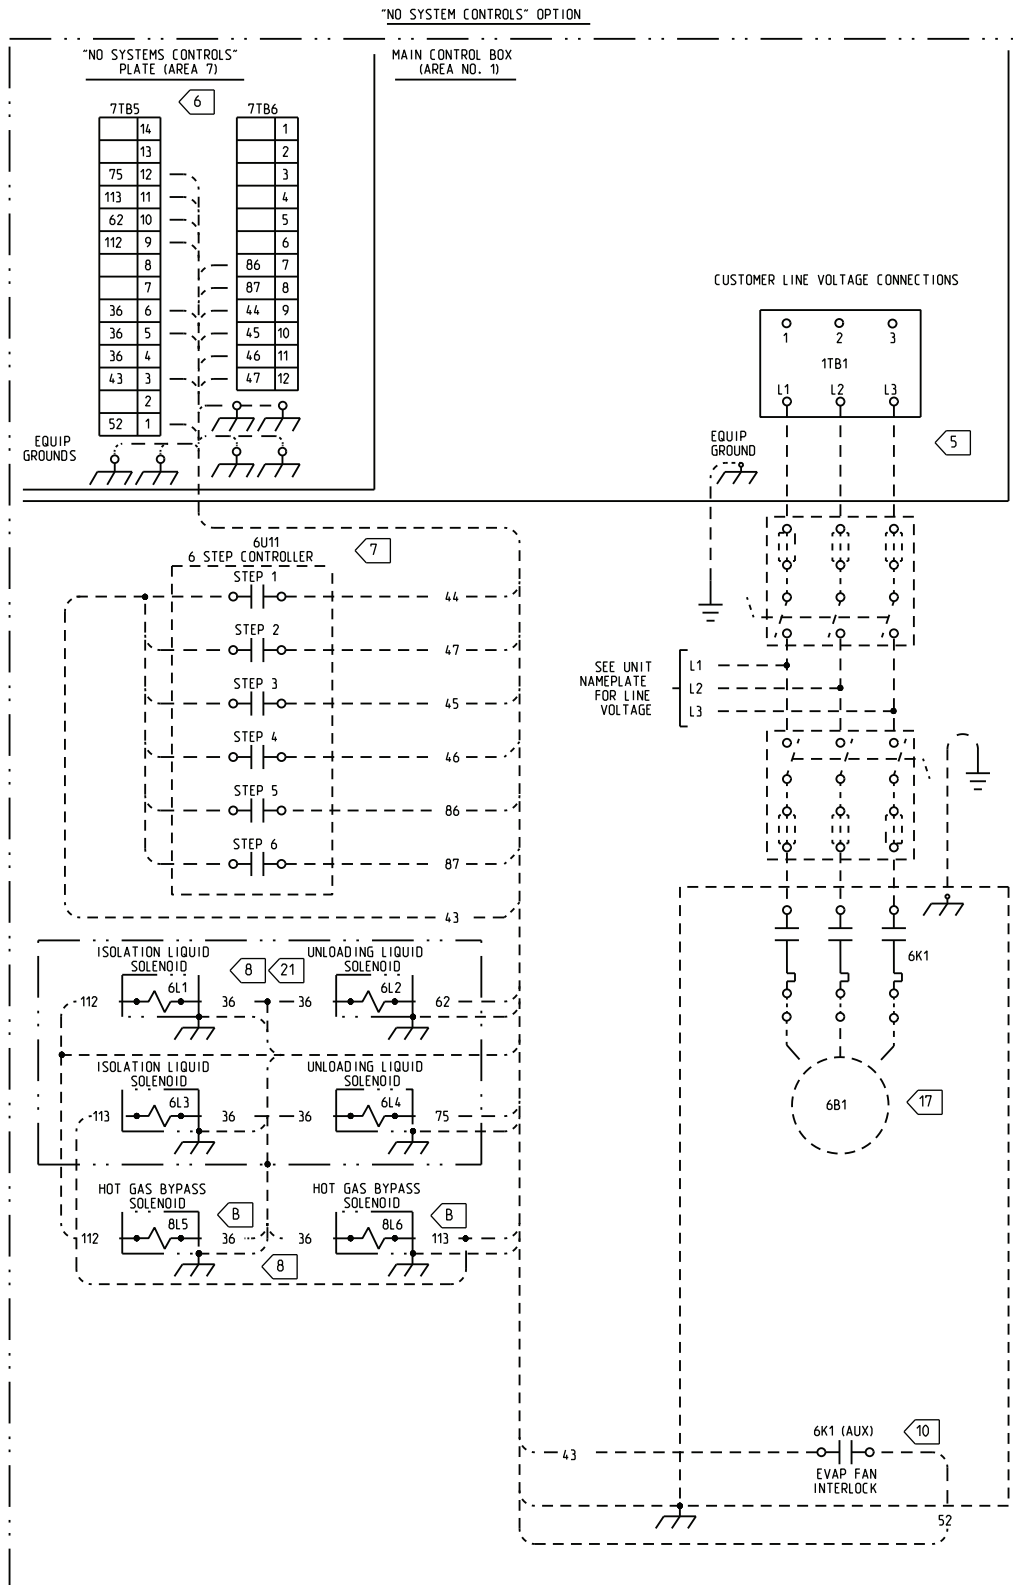 "NO SYSTEM CONTROLS" OPTION
"NO SYSTEMS CONTROLS"
PLATE (AREA 7)
MAIN CONTROL BOX
(AREA NO. 1)
6
7TB5
7TB6
14
13
75 12
113 11
62 10
112 9
8
7
36 6
36 5
36 4
43 3
2
52 1
1
2
3
4
5
6
86 7
87 8
44 9
45 10
46 11
47 12
EQUIP
GROUNDS
CUSTOMER LINE VOLTAGE CONNECTIONS
1 2 3
1TB1
L1 L2 L3
5
EQUIP
GROUND
6U11
6 STEP CONTROLLER
7
STEP 1
44
STEP 2
47
STEP 3
45
STEP 4
46
STEP 5
86
STEP 6
87
43
SEE UNIT
NAMEPLATE
FOR LINE
VOLTAGE
L1
L2
L3
6K1
ISOLATION LIQUID
SOLENOID
8
21
UNLOADING LIQUID
SOLENOID
112 6L1 36 36 6L2 62
ISOLATION LIQUID
SOLENOID
UNLOADING LIQUID
SOLENOID
113 6L3 36 36 6L4 75
HOT GAS BYPASS
SOLENOID
B
HOT GAS BYPASS
SOLENOID
B
112 8L5 36 36 8L6 113
8
6B1
17
6K1 (AUX)
10
43
EVAP FAN
INTERLOCK
52